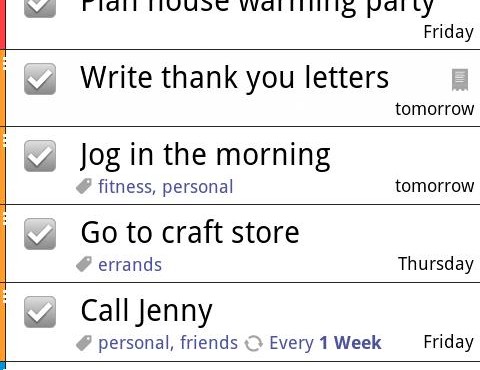 Plan house warming party
Friday
Write thank you letters
tomorrow
Jog in the morning
fitness, personal
tomorrow
Go to craft store
errands
Thursday
Call Jenny
personal, friends Every 1 Week
Friday